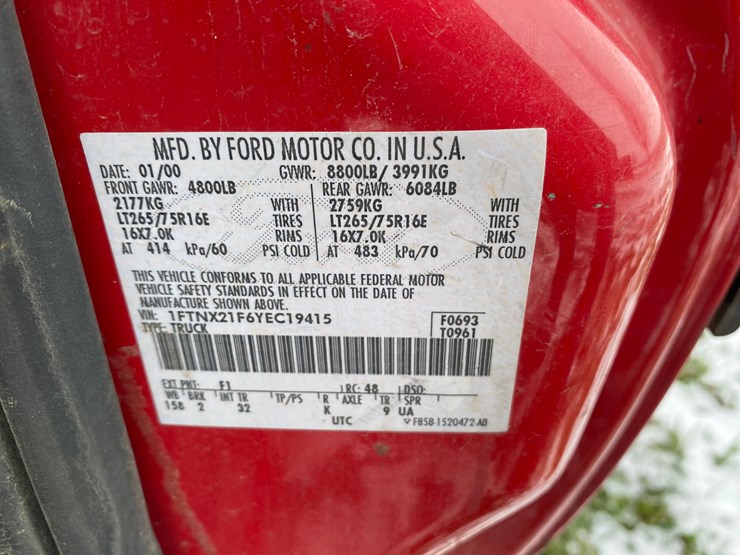 MFD. BY FORD MOTOR CO. IN U.S.A.
DATE: 01/00 GVWR: 8800LB/ 3991KG
FRONT GAWR: 4800LB REAR GAWR: 6084LB
2177KG WITH 2759KG WITH
LT265/75R16E TIRES LT265/75R16E TIRES
16X7.0K RIMS 16X7.0K RIMS
AT 414 kPa/60 PSI COLD AT 483 kPa/70 PSI COLD
THIS VEHICLE CONFORMS TO ALL APPLICABLE FEDERAL MOTOR
VEHICLE SAFETY STANDARDS IN EFFECT ON THE DATE OF
MANUFACTURE SHOWN ABOVE.
VIN: 1FTNX21F6YEC19415 F0693
TYPE: TRUCK T0961
EXT PNT: F1 RC: 48 DSO:
WB BRK INT TR TP/PS R AXLE TR SPR
158 2 32 K 9 UA
UTC F85B-1520472-AB